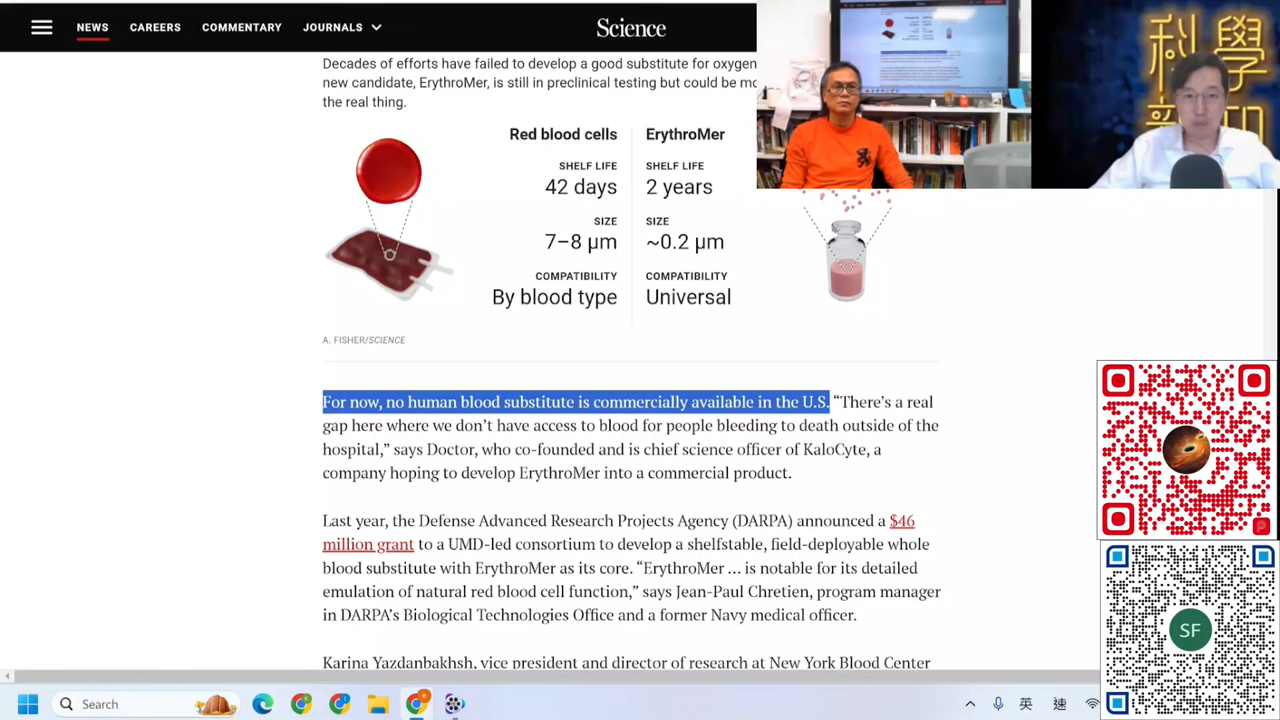 NEWS
CAREERS
COMMENTARY
JOURNALS
Science
Decades of efforts have failed to develop a good substitute for oxygen
new candidate, ErythroMer, is still in preclinical testing but could be mo
the real thing.
Red blood cells
ErythroMer
SHELF LIFE
SHELF LIFE
42 days
2 years
SIZE
SIZE
7–8 μm
~0.2 μm
COMPATIBILITY
COMPATIBILITY
By blood type
Universal
A. FISHER/SCIENCE
For now, no human blood substitute is commercially available in the U.S. “There’s a real
gap here where we don’t have access to blood for people bleeding to death outside of the
hospital,” says Doctor, who co-founded and is chief science officer of KaloCyte, a
company hoping to develop ErythroMer into a commercial product.
Last year, the Defense Advanced Research Projects Agency (DARPA) announced a $46
million grant to a UMD-led consortium to develop a shelfstable, field-deployable whole
blood substitute with ErythroMer as its core. “ErythroMer … is notable for its detailed
emulation of natural red blood cell function,” says Jean-Paul Chretien, program manager
in DARPA’s Biological Technologies Office and a former Navy medical officer.
Karina Yazdanbakhsh, vice president and director of research at New York Blood Center
SF
Search
英
速
科學